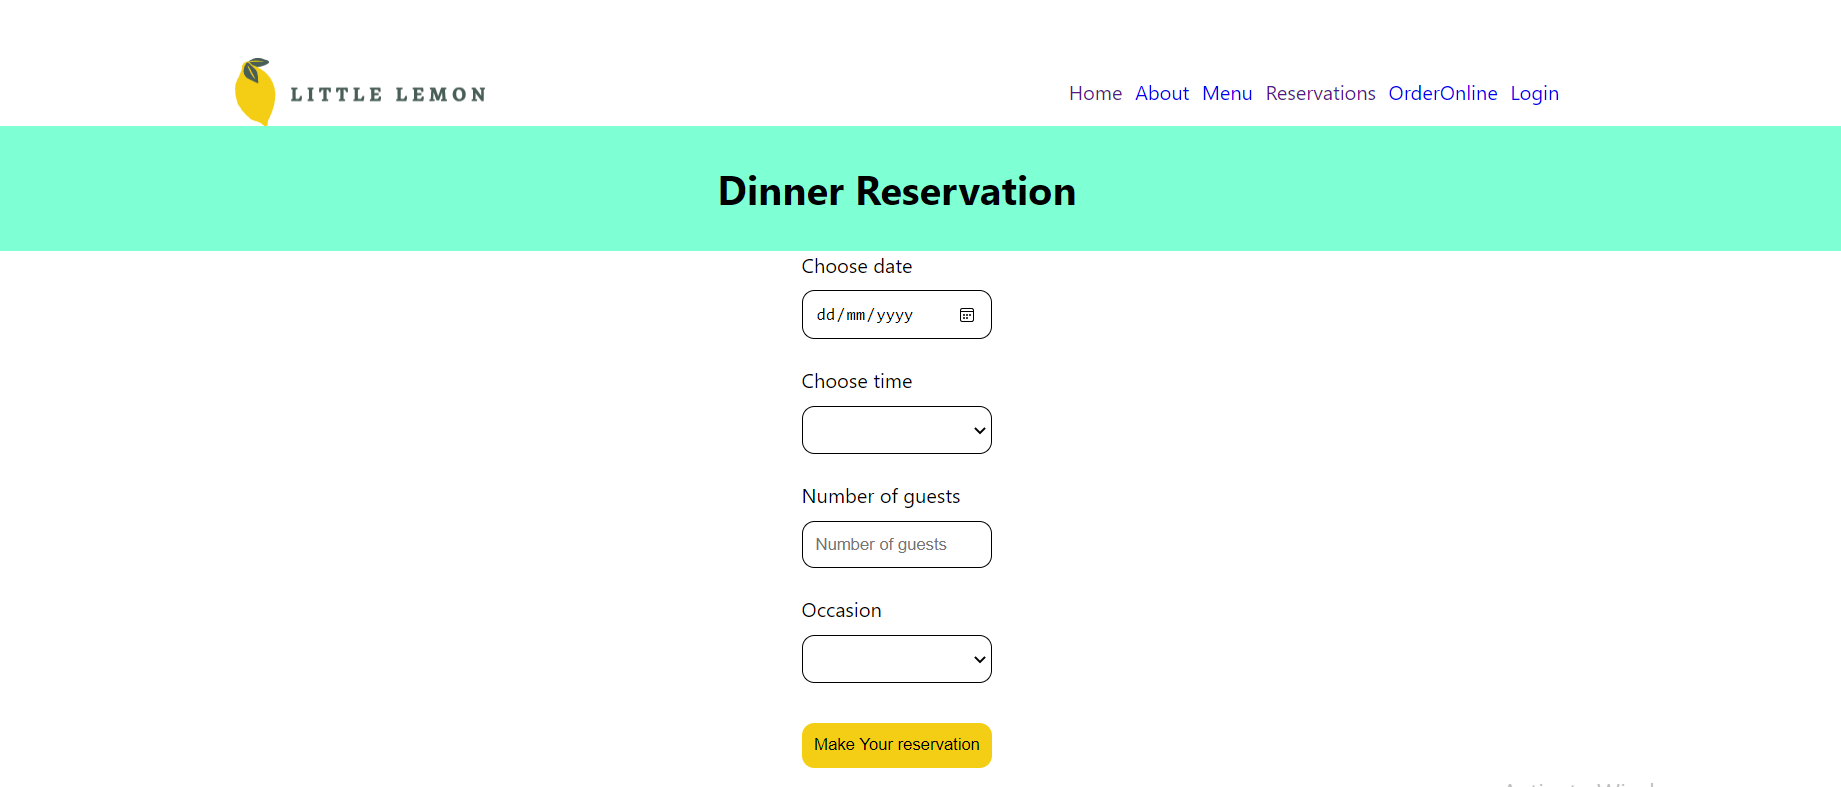 LITTLE LEMON
Home About Menu Reservations OrderOnline Login
Dinner Reservation
Choose date
dd/mm/yyyy
Choose time
Number of guests
Number of guests
Occasion
Make Your reservation